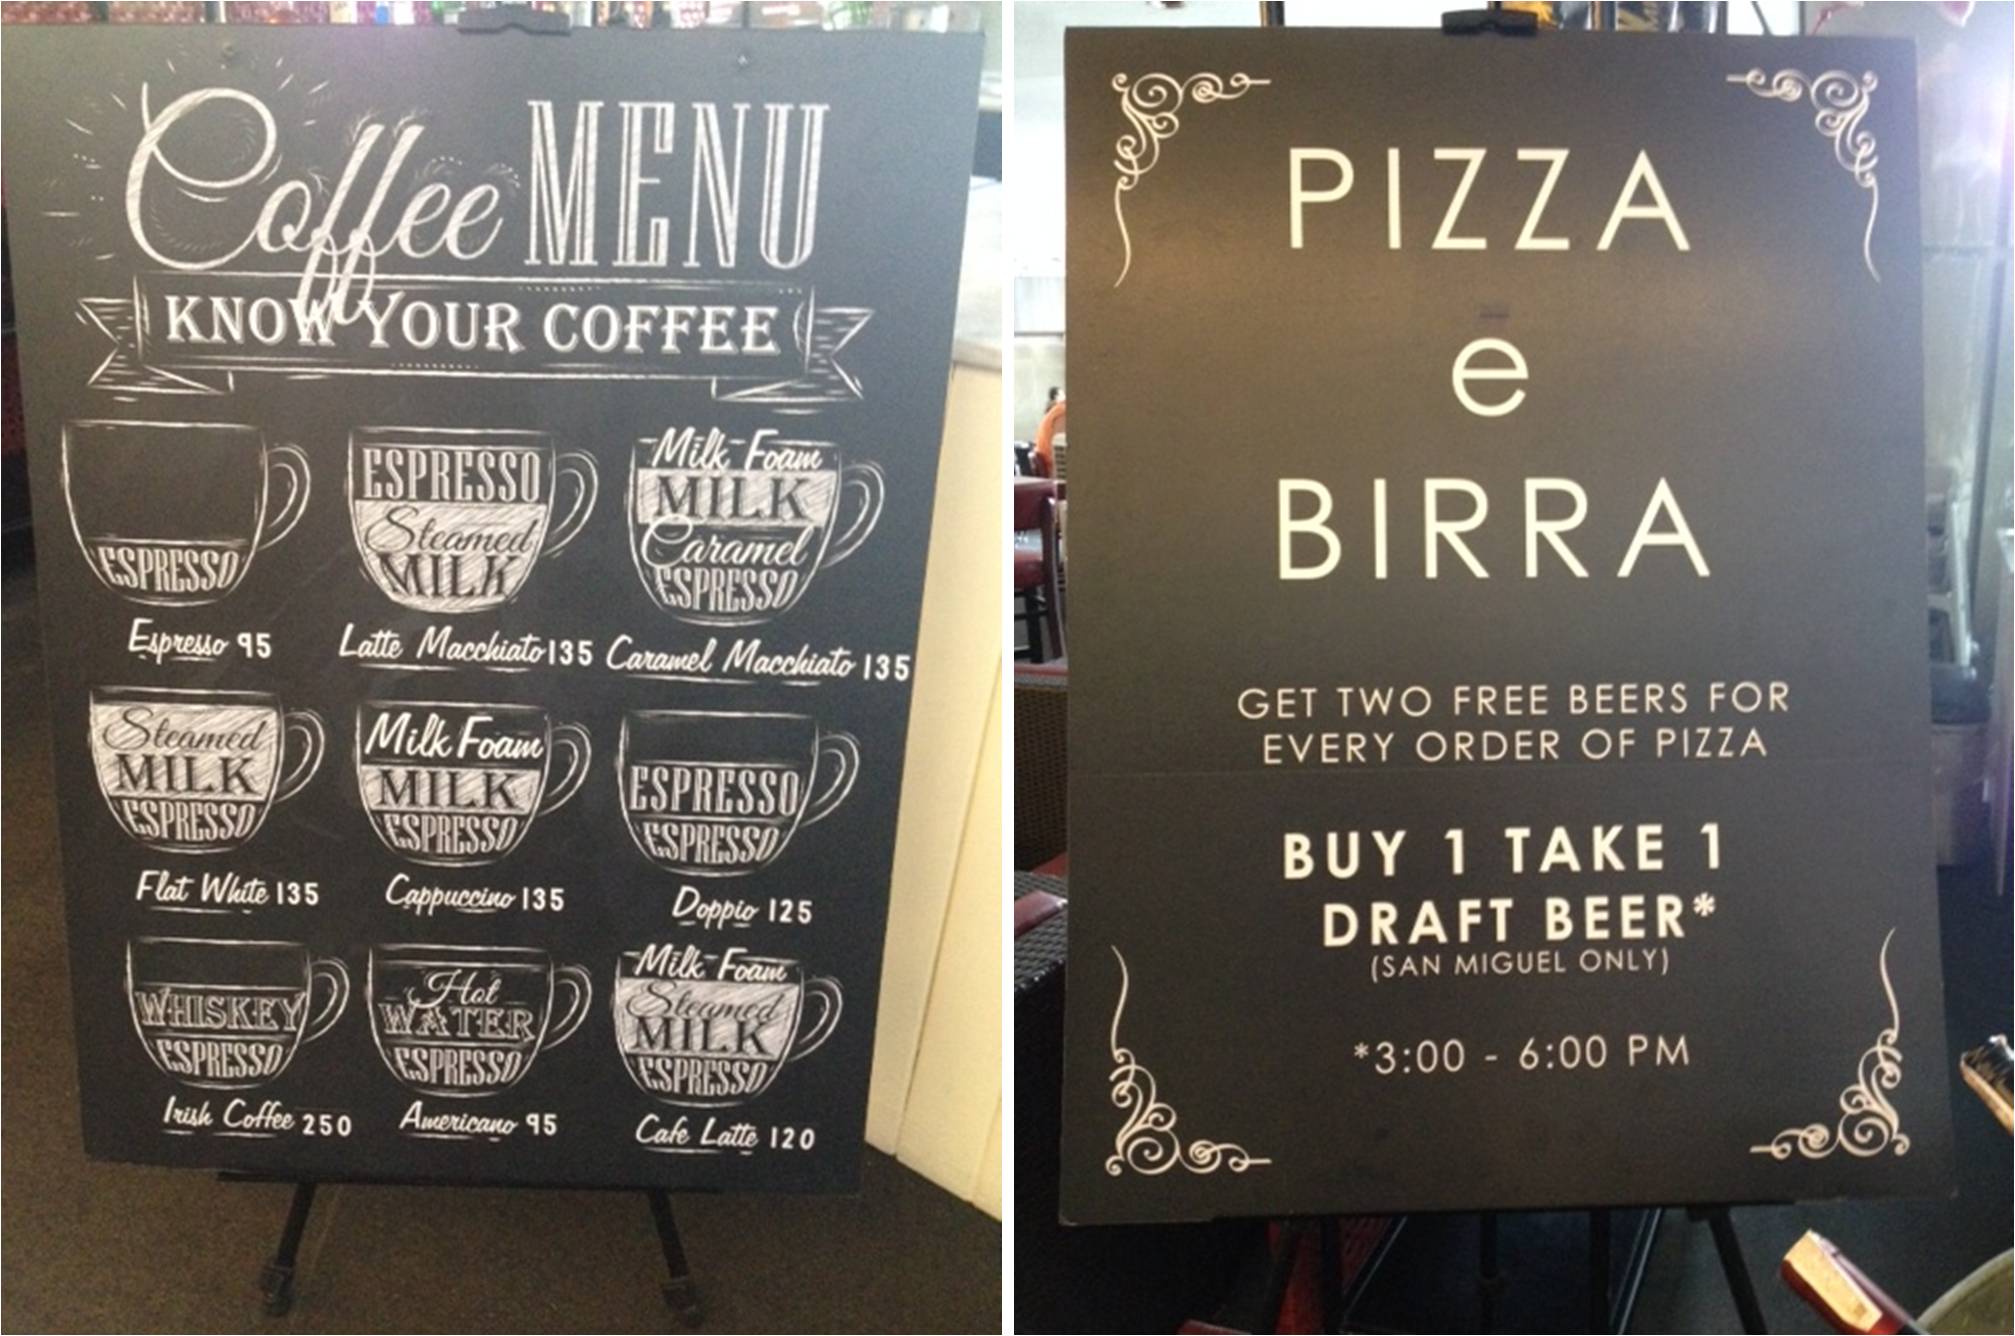 Coffee MENU
KNOW YOUR COFFEE
ESPRESSO
Espresso 95
ESPRESSO
Steamed
MILK
Latte Macchiato 135
Milk Foam
MILK
Caramel
ESPRESSO
Caramel Macchiato 135
Steamed
MILK
ESPRESSO
Flat White 135
Milk Foam
MILK
ESPRESSO
Cappuccino 135
ESPRESSO
ESPRESSO
Doppio 125
WHISKEY
ESPRESSO
Irish Coffee 250
Hot
WATER
ESPRESSO
Americano 95
Milk Foam
Steamed
MILK
ESPRESSO
Cafe Latte 120
PIZZA
e
BIRRA
GET TWO FREE BEERS FOR
EVERY ORDER OF PIZZA
BUY 1 TAKE 1
DRAFT BEER*
(SAN MIGUEL ONLY)
*3:00 - 6:00 PM